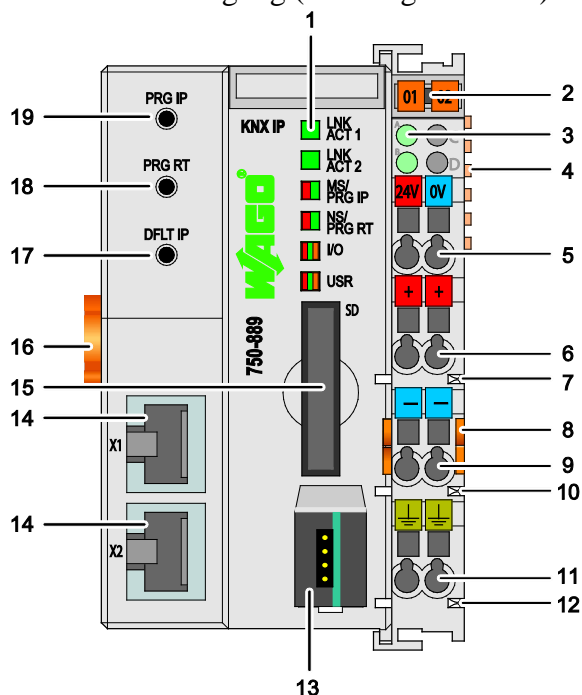 1
19
PRG IP
KNX IP
LNK
ACT 1
01
02
2
A
C
3
LNK
ACT 2
B
D
4
18
PRG RT
MS/
PRG IP
24V
0V
NS/
PRG RT
17
DFLT IP
I/O
5
WAGO®
USR
+
+
16
750-889
SD
6
15
7
14
X1
—
—
8
9
10
14
X2
11
12
13